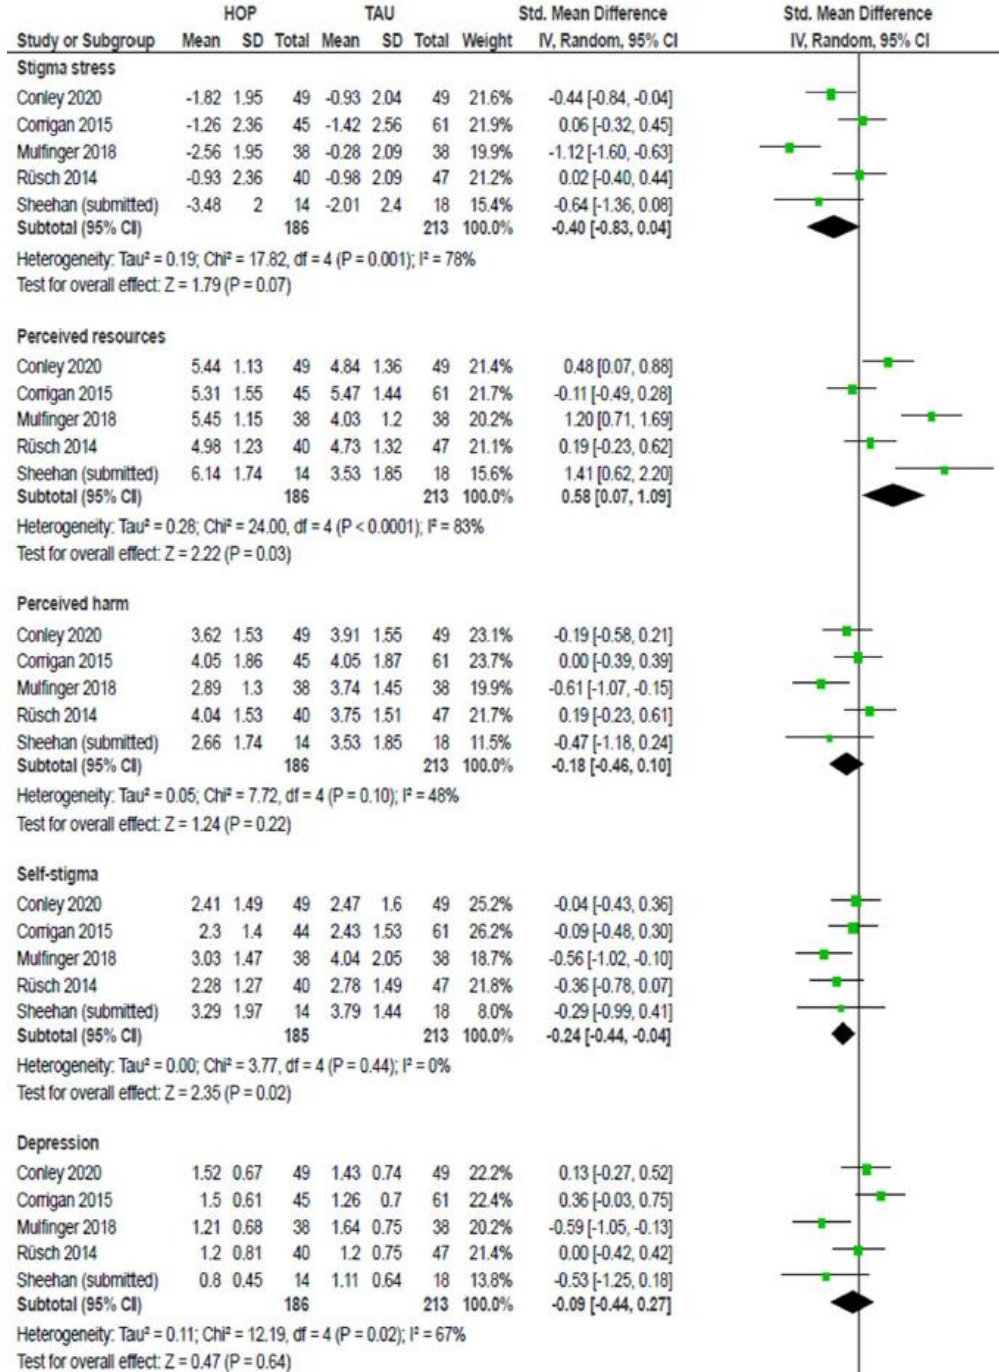 HOP TAU Std. Mean Difference Std. Mean Difference
Study or Subgroup Mean SD Total Mean SD Total Weight IV, Random, 95% CI IV, Random, 95% CI
Stigma stress
Conley 2020 -1.82 1.95 49 -0.93 2.04 49 21.6% -0.44 [-0.84, -0.04]
Corrigan 2015 -1.26 2.36 45 -1.42 2.56 61 21.9% 0.06 [-0.32, 0.45]
Mulfinger 2018 -2.56 1.95 38 -0.28 2.09 38 19.9% -1.12 [-1.60, -0.63]
Rüsch 2014 -0.93 2.36 40 -0.98 2.09 47 21.2% 0.02 [-0.40, 0.44]
Sheehan (submitted) -3.48 2 14 -2.01 2.4 18 15.4% -0.64 [-1.36, 0.08]
Subtotal (95% CI) 186 213 100.0% -0.40 [-0.83, 0.04]
Heterogeneity: Tau² = 0.19; Chi² = 17.82, df = 4 (P = 0.001); I² = 78%
Test for overall effect: Z = 1.79 (P = 0.07)
Perceived resources
Conley 2020 5.44 1.13 49 4.84 1.36 49 21.4% 0.48 [0.07, 0.88]
Corrigan 2015 5.31 1.55 45 5.47 1.44 61 21.7% -0.11 [-0.49, 0.28]
Mulfinger 2018 5.45 1.15 38 4.03 1.2 38 20.2% 1.20 [0.71, 1.69]
Rüsch 2014 4.98 1.23 40 4.73 1.32 47 21.1% 0.19 [-0.23, 0.62]
Sheehan (submitted) 6.14 1.74 14 3.53 1.85 18 15.6% 1.41 [0.62, 2.20]
Subtotal (95% CI) 186 213 100.0% 0.58 [0.07, 1.09]
Heterogeneity: Tau² = 0.28; Chi² = 24.00, df = 4 (P < 0.0001); I² = 83%
Test for overall effect: Z = 2.22 (P = 0.03)
Perceived harm
Conley 2020 3.62 1.53 49 3.91 1.55 49 23.1% -0.19 [-0.58, 0.21]
Corrigan 2015 4.05 1.86 45 4.05 1.87 61 23.7% 0.00 [-0.39, 0.39]
Mulfinger 2018 2.89 1.3 38 3.74 1.45 38 19.9% -0.61 [-1.07, -0.15]
Rüsch 2014 4.04 1.53 40 3.75 1.51 47 21.7% 0.19 [-0.23, 0.61]
Sheehan (submitted) 2.66 1.74 14 3.53 1.85 18 11.5% -0.47 [-1.18, 0.24]
Subtotal (95% CI) 186 213 100.0% -0.18 [-0.46, 0.10]
Heterogeneity: Tau² = 0.05; Chi² = 7.72, df = 4 (P = 0.10); I² = 48%
Test for overall effect: Z = 1.24 (P = 0.22)
Self-stigma
Conley 2020 2.41 1.49 49 2.47 1.6 49 25.2% -0.04 [-0.43, 0.36]
Corrigan 2015 2.3 1.4 44 2.43 1.53 61 26.2% -0.09 [-0.48, 0.30]
Mulfinger 2018 3.03 1.47 38 4.04 2.05 38 18.7% -0.56 [-1.02, -0.10]
Rüsch 2014 2.28 1.27 40 2.78 1.49 47 21.8% -0.36 [-0.78, 0.07]
Sheehan (submitted) 3.29 1.97 14 3.79 1.44 18 8.0% -0.29 [-0.99, 0.41]
Subtotal (95% CI) 185 213 100.0% -0.24 [-0.44, -0.04]
Heterogeneity: Tau² = 0.00; Chi² = 3.77, df = 4 (P = 0.44); I² = 0%
Test for overall effect: Z = 2.35 (P = 0.02)
Depression
Conley 2020 1.52 0.67 49 1.43 0.74 49 22.2% 0.13 [-0.27, 0.52]
Corrigan 2015 1.5 0.61 45 1.26 0.7 61 22.4% 0.36 [-0.03, 0.75]
Mulfinger 2018 1.21 0.68 38 1.64 0.75 38 20.2% -0.59 [-1.05, -0.13]
Rüsch 2014 1.2 0.81 40 1.2 0.75 47 21.4% 0.00 [-0.42, 0.42]
Sheehan (submitted) 0.8 0.45 14 1.11 0.64 18 13.8% -0.53 [-1.25, 0.18]
Subtotal (95% CI) 186 213 100.0% -0.09 [-0.44, 0.27]
Heterogeneity: Tau² = 0.11; Chi² = 12.19, df = 4 (P = 0.02); I² = 67%
Test for overall effect: Z = 0.47 (P = 0.64)